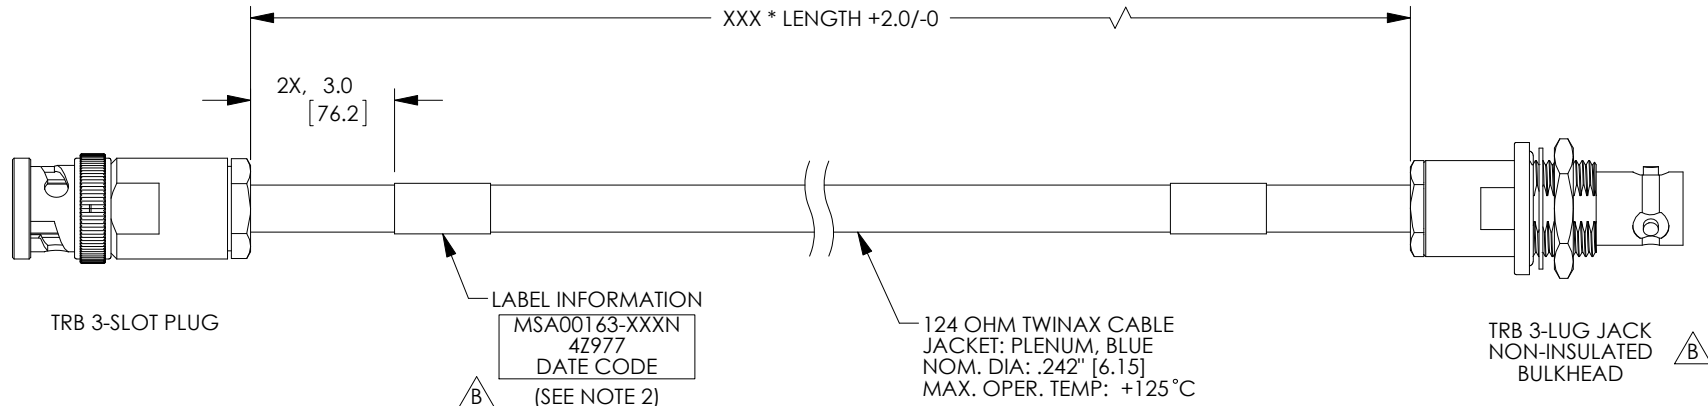 XXX * LENGTH +2.0/-0
2X, 3.0
[76.2]
TRB 3-SLOT PLUG
LABEL INFORMATION
MSA00163-XXXN
4Z977
DATE CODE
(SEE NOTE 2)
B
124 OHM TWINAX CABLE
JACKET: PLENUM, BLUE
NOM. DIA: .242" [6.15]
MAX. OPER. TEMP: +125°C
TRB 3-LUG JACK
NON-INSULATED
BULKHEAD
B